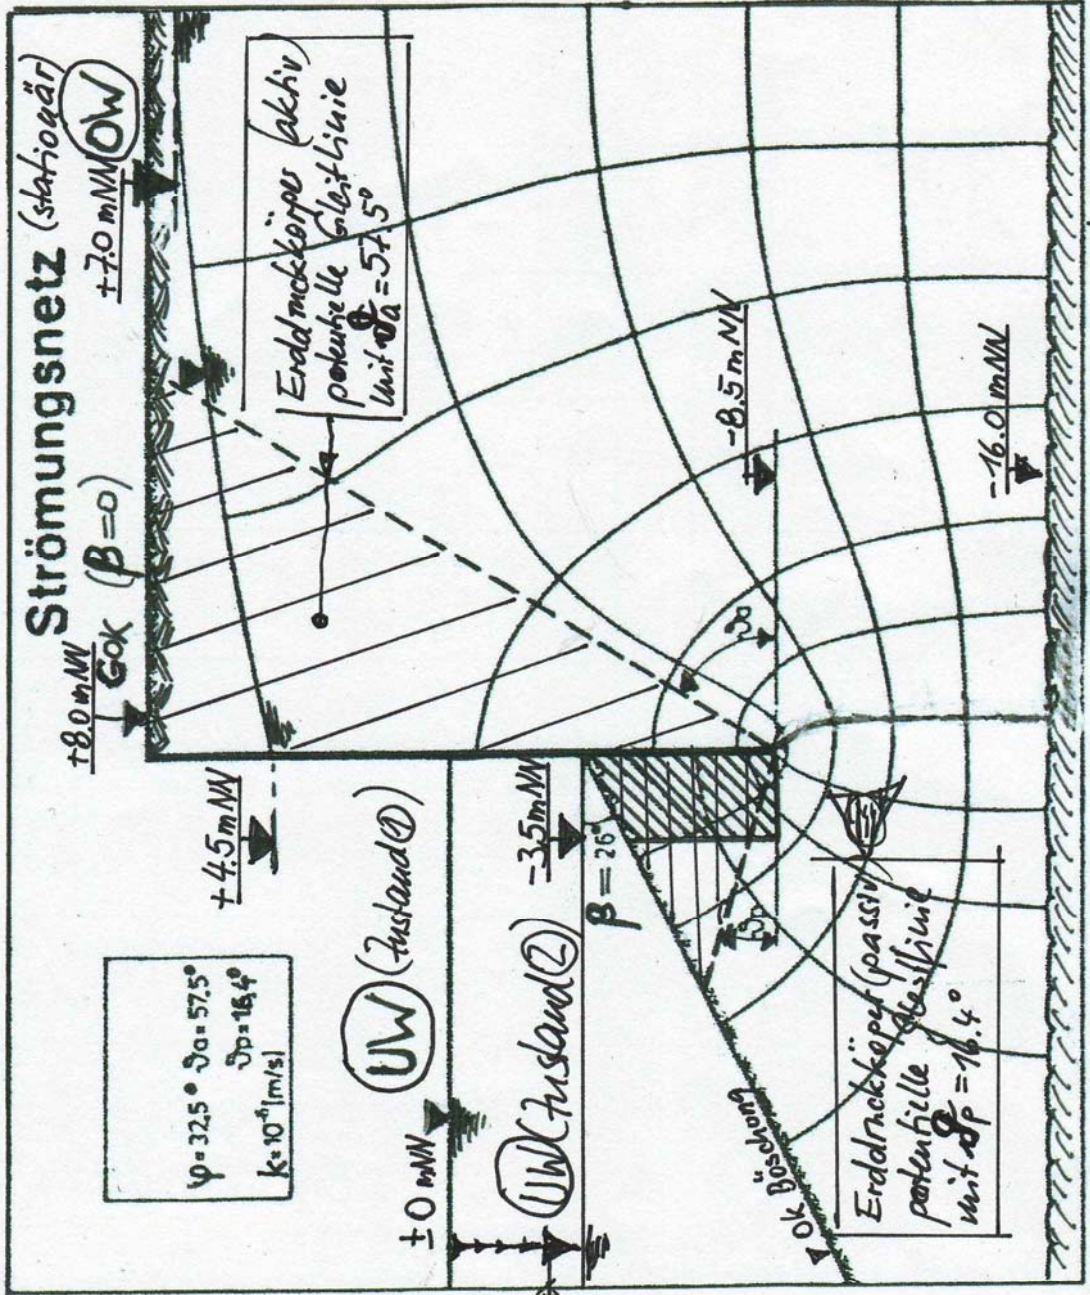 Strömungsnetz (stationär)
+8.0 mNN
GOK (β=0)
+7.0 mNN OW
+4.5 mNN
Erddruckkörper (aktiv)
potentielle Gleitlinie
mit ϑa=57.5°
φ=32.5° ϑa=57.5°
ϑp=16,4°
k=10⁻⁴ [m/s]
UW (Zustand ①)
±0 mNN
UW (Zustand ②)
-3.5 mNN
β=26°
-8.5 mNN
ϑa
ϑp
OK Böschung
Erddruckkörper (passiv)
potentielle Gleitlinie
mit ϑp=16.4°
-16.0 mNN